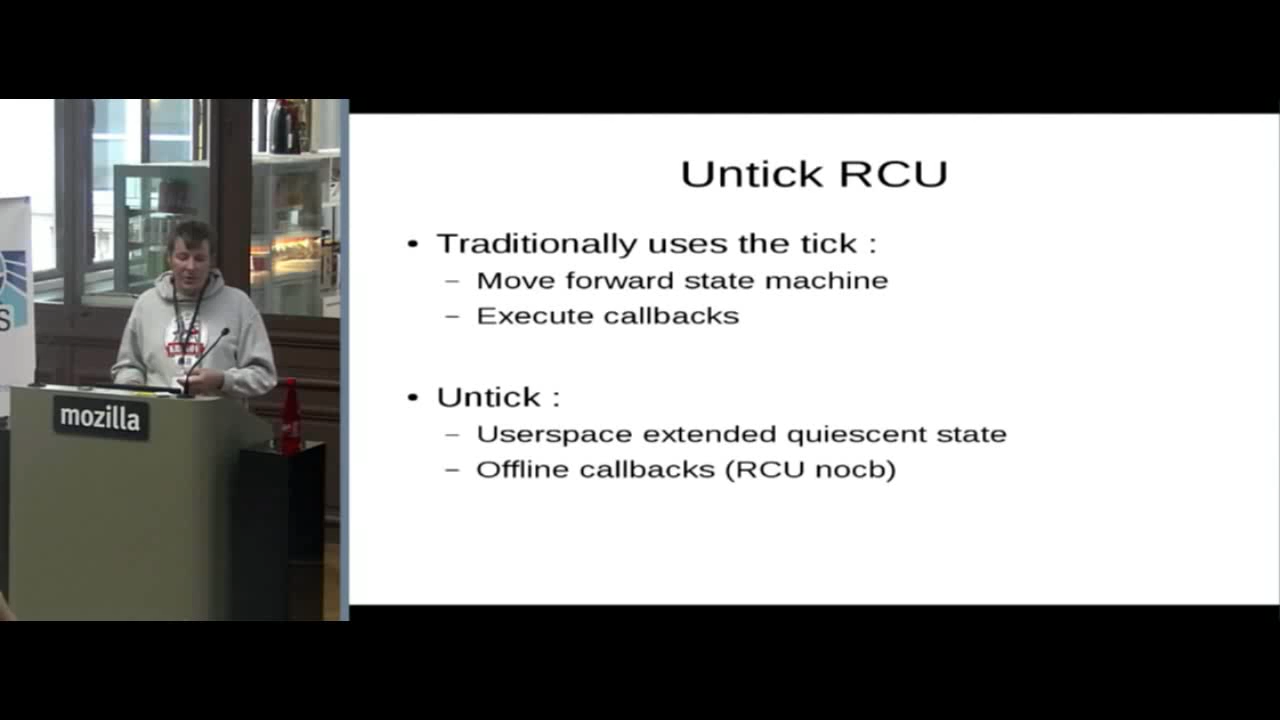 Untick RCU
• Traditionally uses the tick :
– Move forward state machine
– Execute callbacks
• Untick :
– Userspace extended quiescent state
– Offline callbacks (RCU nocb)
mozilla
S